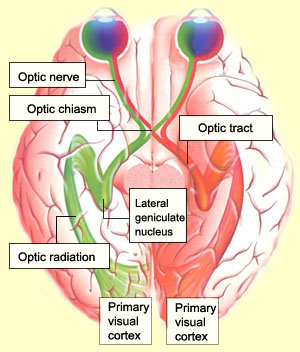 Optic nerve
Optic chiasm
Optic tract
Lateral
geniculate
nucleus
Optic radiation
Primary
visual
cortex
Primary
visual
cortex